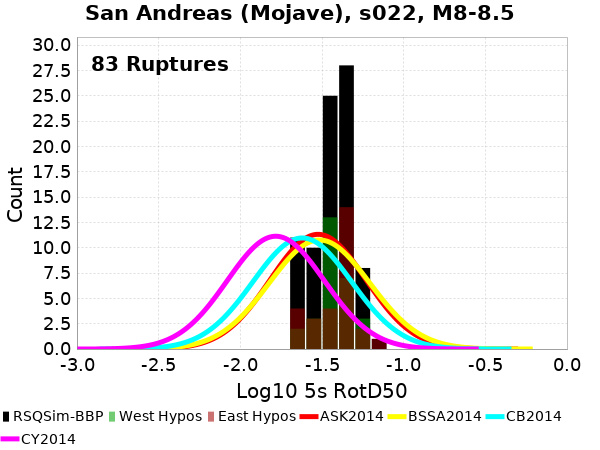 San Andreas (Mojave), s022, M8-8.5
83 Ruptures
Count
30.0
27.5
25.0
22.5
20.0
17.5
15.0
12.5
10.0
7.5
5.0
2.5
0.0
-3.0 -2.5 -2.0 -1.5 -1.0 -0.5 0.0
Log10 5s RotD50
RSQSim-BBP West Hypos East Hypos ASK2014 BSSA2014 CB2014
CY2014